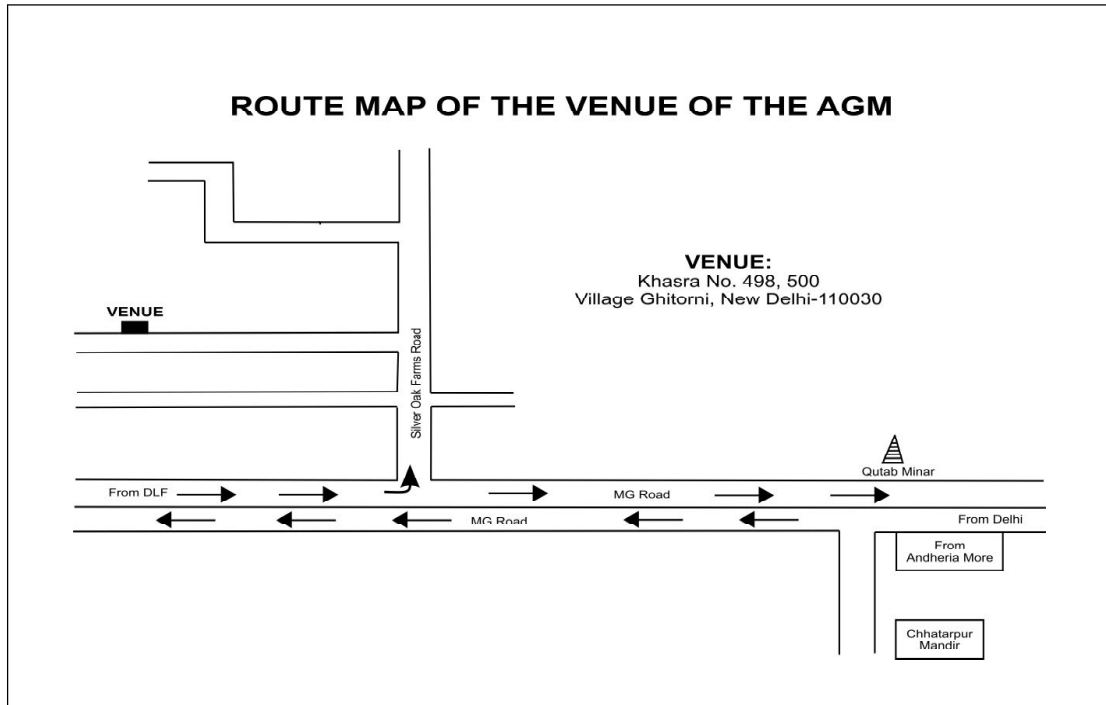 ROUTE MAP OF THE VENUE OF THE AGM
VENUE:
Khasra No. 498, 500
Village Ghitorni, New Delhi-110030
VENUE
Silver Oak Farms Road
Qutab Minar
From DLF
MG Road
MG Road
From Delhi
From
Andheria More
Chhatarpur
Mandir